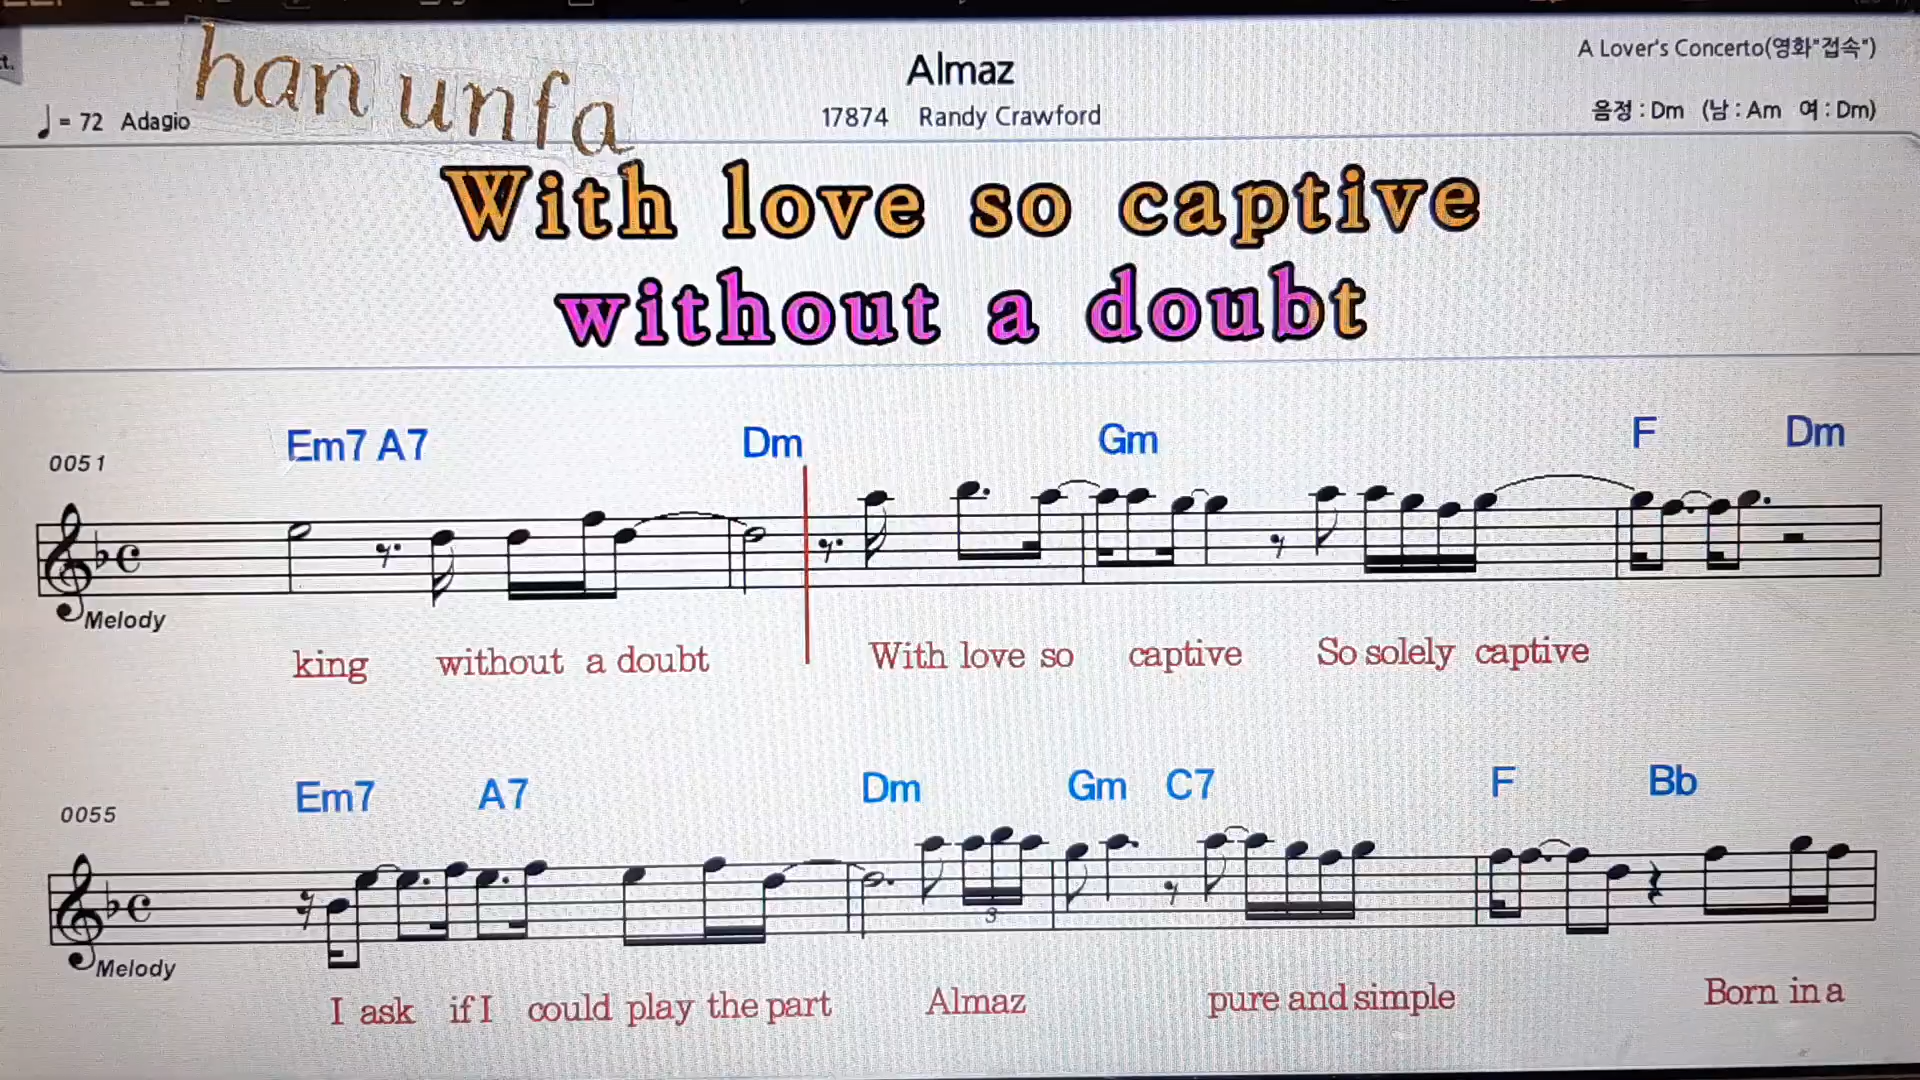 han unfa
Almaz
A Lover's Concerto(영화"접속")
♩ = 72 Adagio
17874 Randy Crawford
음정 : Dm (남 : Am 여 : Dm)
With love so captive
without a doubt
0051
Em7 A7 Dm Gm F Dm
Melody
king without a doubt With love so captive So solely captive
0055
Em7 A7 Dm Gm C7 F Bb
3
Melody
I ask if I could play the part Almaz pure and simple Born in a